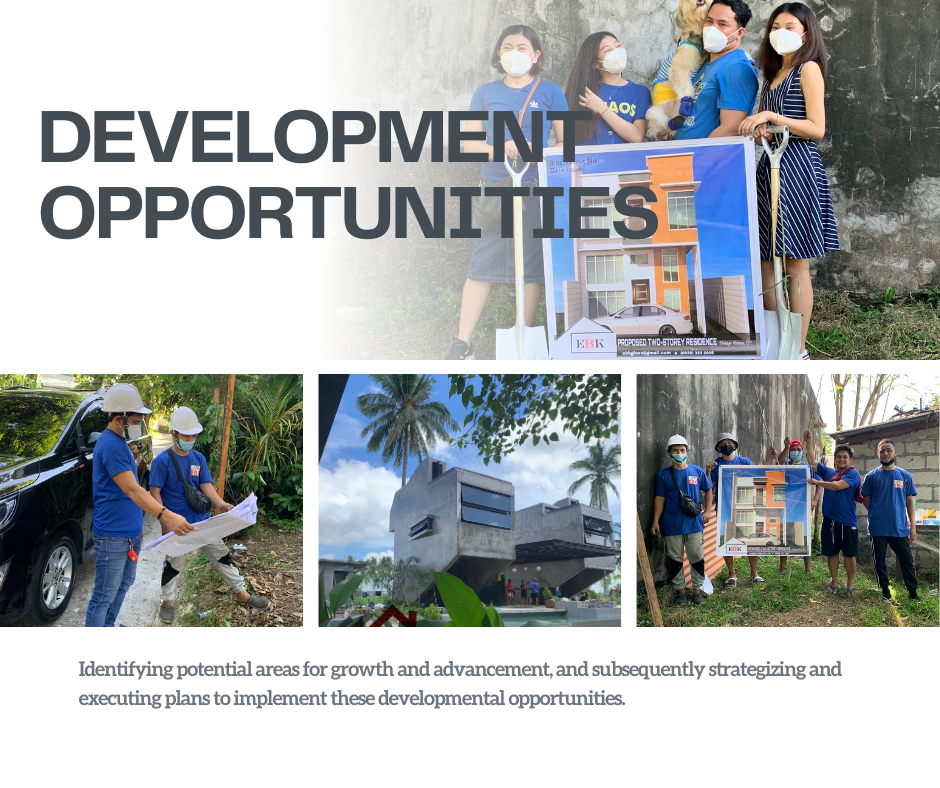 DEVELOPMENT
OPPORTUNITIES
EBK
PROPOSED TWO-STOREY RESIDENCE
Identifying potential areas for growth and advancement, and subsequently strategizing and
executing plans to implement these developmental opportunities.